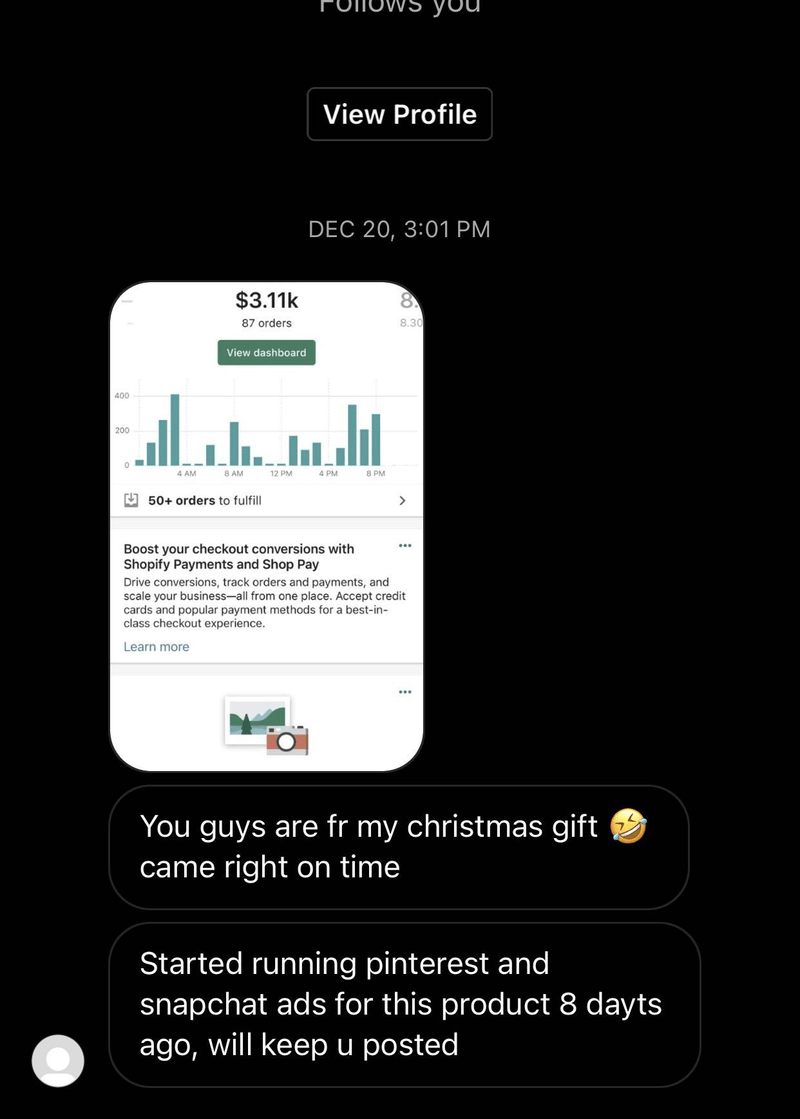 Follows you
View Profile
DEC 20, 3:01 PM
$3.11k
8.
87 orders
8.30
View dashboard
400
200
0
4 AM
8 AM
12 PM
4 PM
8 PM
50+ orders to fulfill
Boost your checkout conversions with
Shopify Payments and Shop Pay
Drive conversions, track orders and payments, and
scale your business—all from one place. Accept credit
cards and popular payment methods for a best-in-
class checkout experience.
Learn more
You guys are fr my christmas gift 🤣
came right on time
Started running pinterest and
snapchat ads for this product 8 dayts
ago, will keep u posted